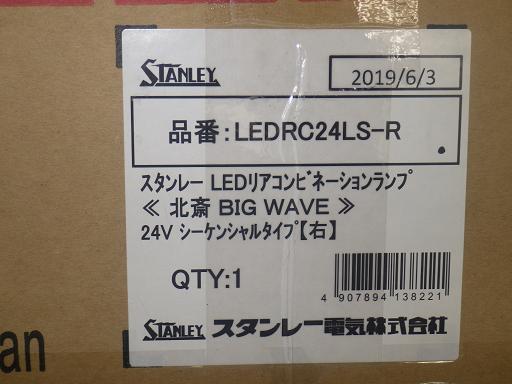 STANLEY
2019/6/3
品番:LEDRC24LS-R
スタンレー LEDリアコンビネーションランプ
≪ 北斎 BIG WAVE ≫
24V シーケンシャルタイプ【右】
QTY:1
4 907894 138221
STANLEY スタンレー電気株式会社
an